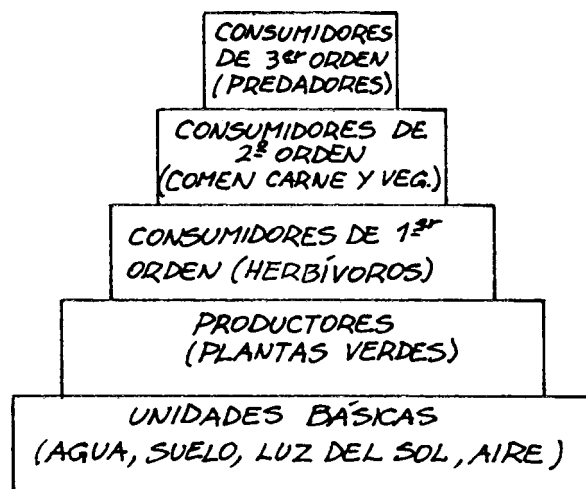 CONSUMIDORES
DE 3er ORDEN
(PREDADORES)
CONSUMIDORES DE
2º ORDEN
(COMEN CARNE Y VEG.)
CONSUMIDORES DE 1er
ORDEN (HERBÍVOROS)
PRODUCTORES
(PLANTAS VERDES)
UNIDADES BÁSICAS
(AGUA, SUELO, LUZ DEL SOL, AIRE)